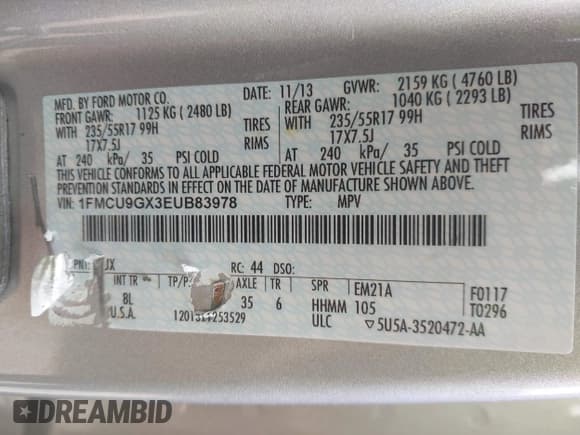 MFD. BY FORD MOTOR CO.
DATE: 11/13 GVWR: 2159 KG ( 4760 LB)
FRONT GAWR: 1125 KG ( 2480 LB)
REAR GAWR: 1040 KG ( 2293 LB)
WITH 235/55R17 99H TIRES
WITH 235/55R17 99H TIRES
17X7.5J RIMS
17X7.5J RIMS
AT 240 kPa/ 35 PSI COLD
AT 240 kPa/ 35 PSI COLD
THIS VEHICLE CONFORMS TO ALL APPLICABLE FEDERAL MOTOR VEHICLE SAFETY AND THEFT
PREVENTION STANDARDS IN EFFECT ON THE DATE OF MANUFACTURE SHOWN ABOVE.
VIN: 1FMCU9GX3EUB83978 TYPE: MPV
PNT: UX RC: 44 DSO:
INT TR TP/P AXLE TR SPR EM21A F0117
8L 35 6 HHMM 105 T0296
U.S.A. ULC ▽5U5A-3520472-AA
DREAMBID